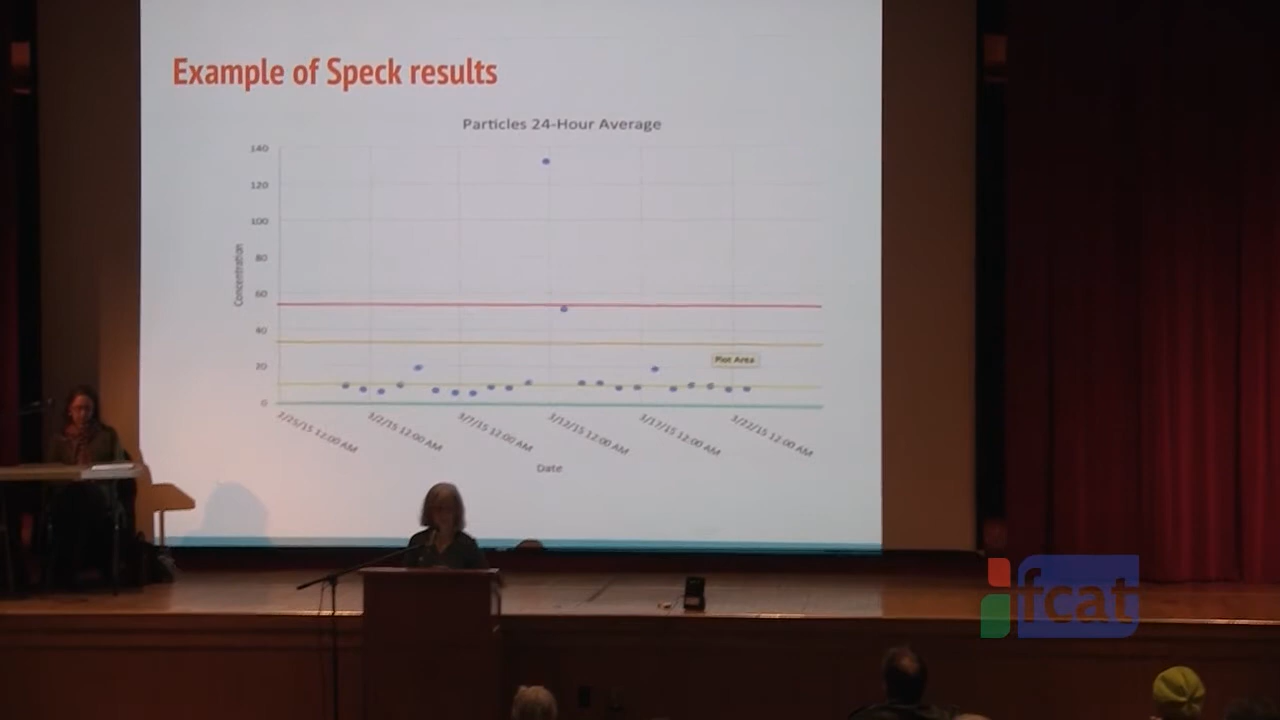 Example of Speck results
Particles 24-Hour Average
140
120
100
80
60
40
20
0
Concentration
Plot Area
2/25/15 12:00 AM
3/2/15 12:00 AM
3/7/15 12:00 AM
3/12/15 12:00 AM
3/17/15 12:00 AM
3/22/15 12:00 AM
Date
fcat